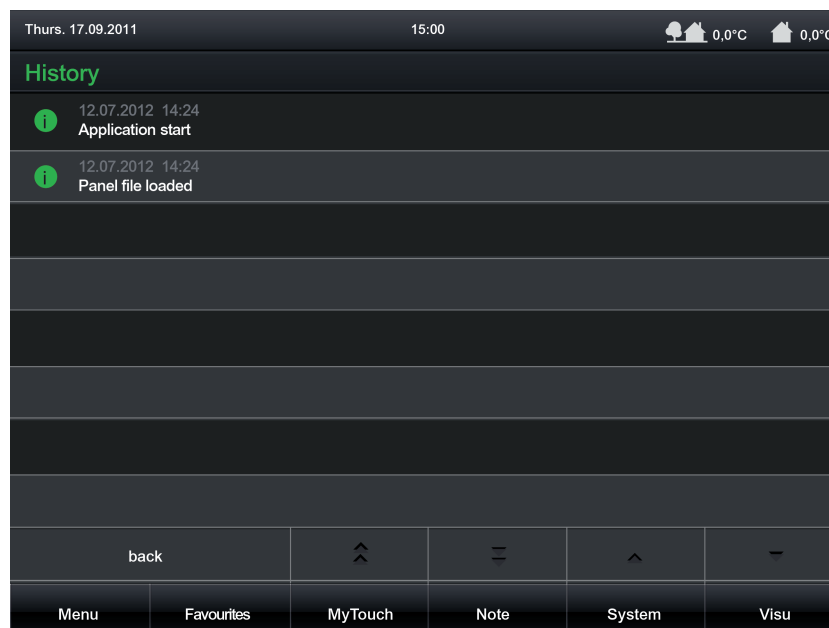 Thurs. 17.09.2011 15:00 0,0°C 0,0°C
History
12.07.2012 14:24
Application start
12.07.2012 14:24
Panel file loaded
back
Menu Favourites MyTouch Note System Visu